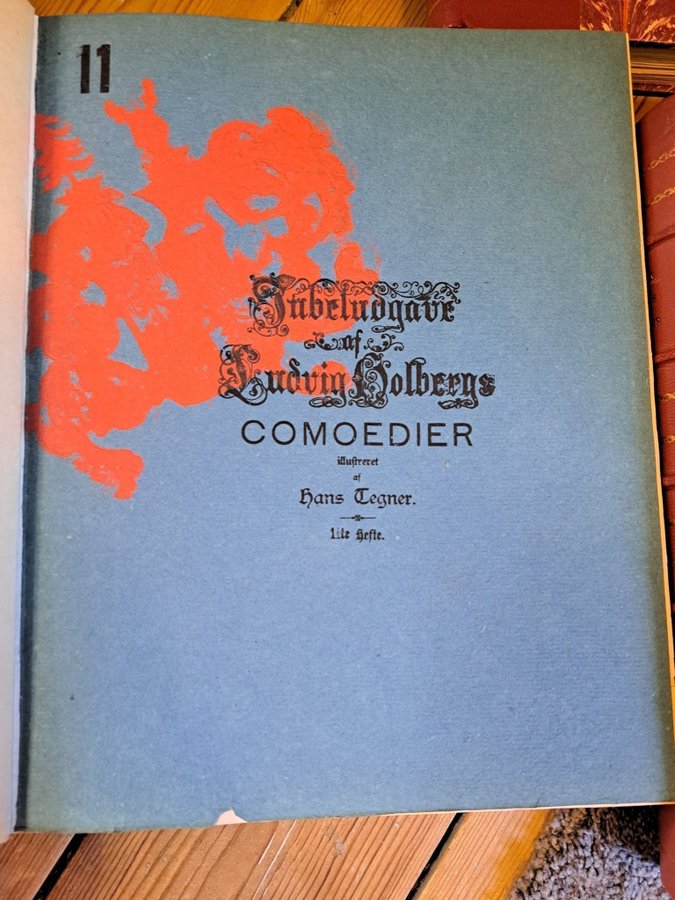 11
Jubeludgave
af
Ludvig Holbergs
COMOEDIER
illustreret
af
Hans Tegner.
11te Hefte.